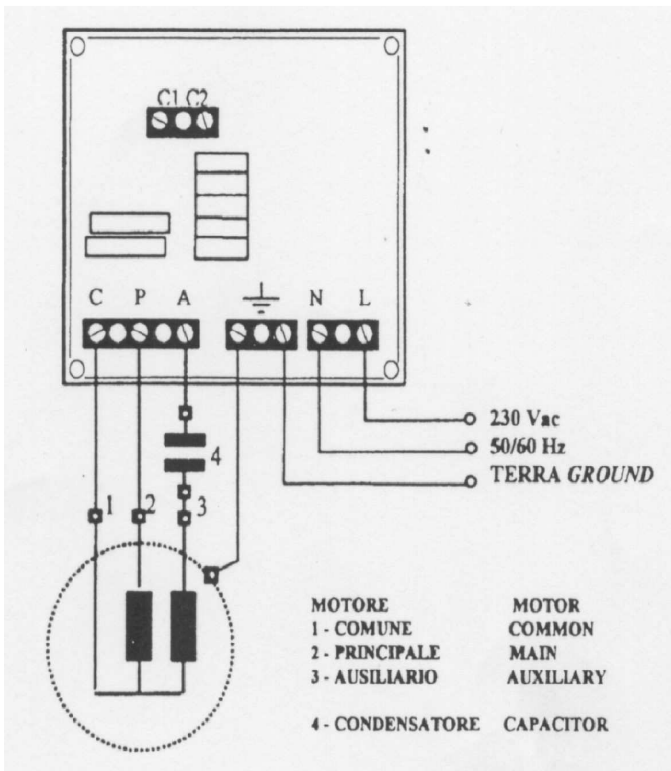 C1 C2
C P A N L
230 Vac
50/60 Hz
TERRA GROUND
4
1 2 3
MOTORE MOTOR
1 - COMUNE COMMON
2 - PRINCIPALE MAIN
3 - AUSILIARIO AUXILIARY
4 - CONDENSATORE CAPACITOR